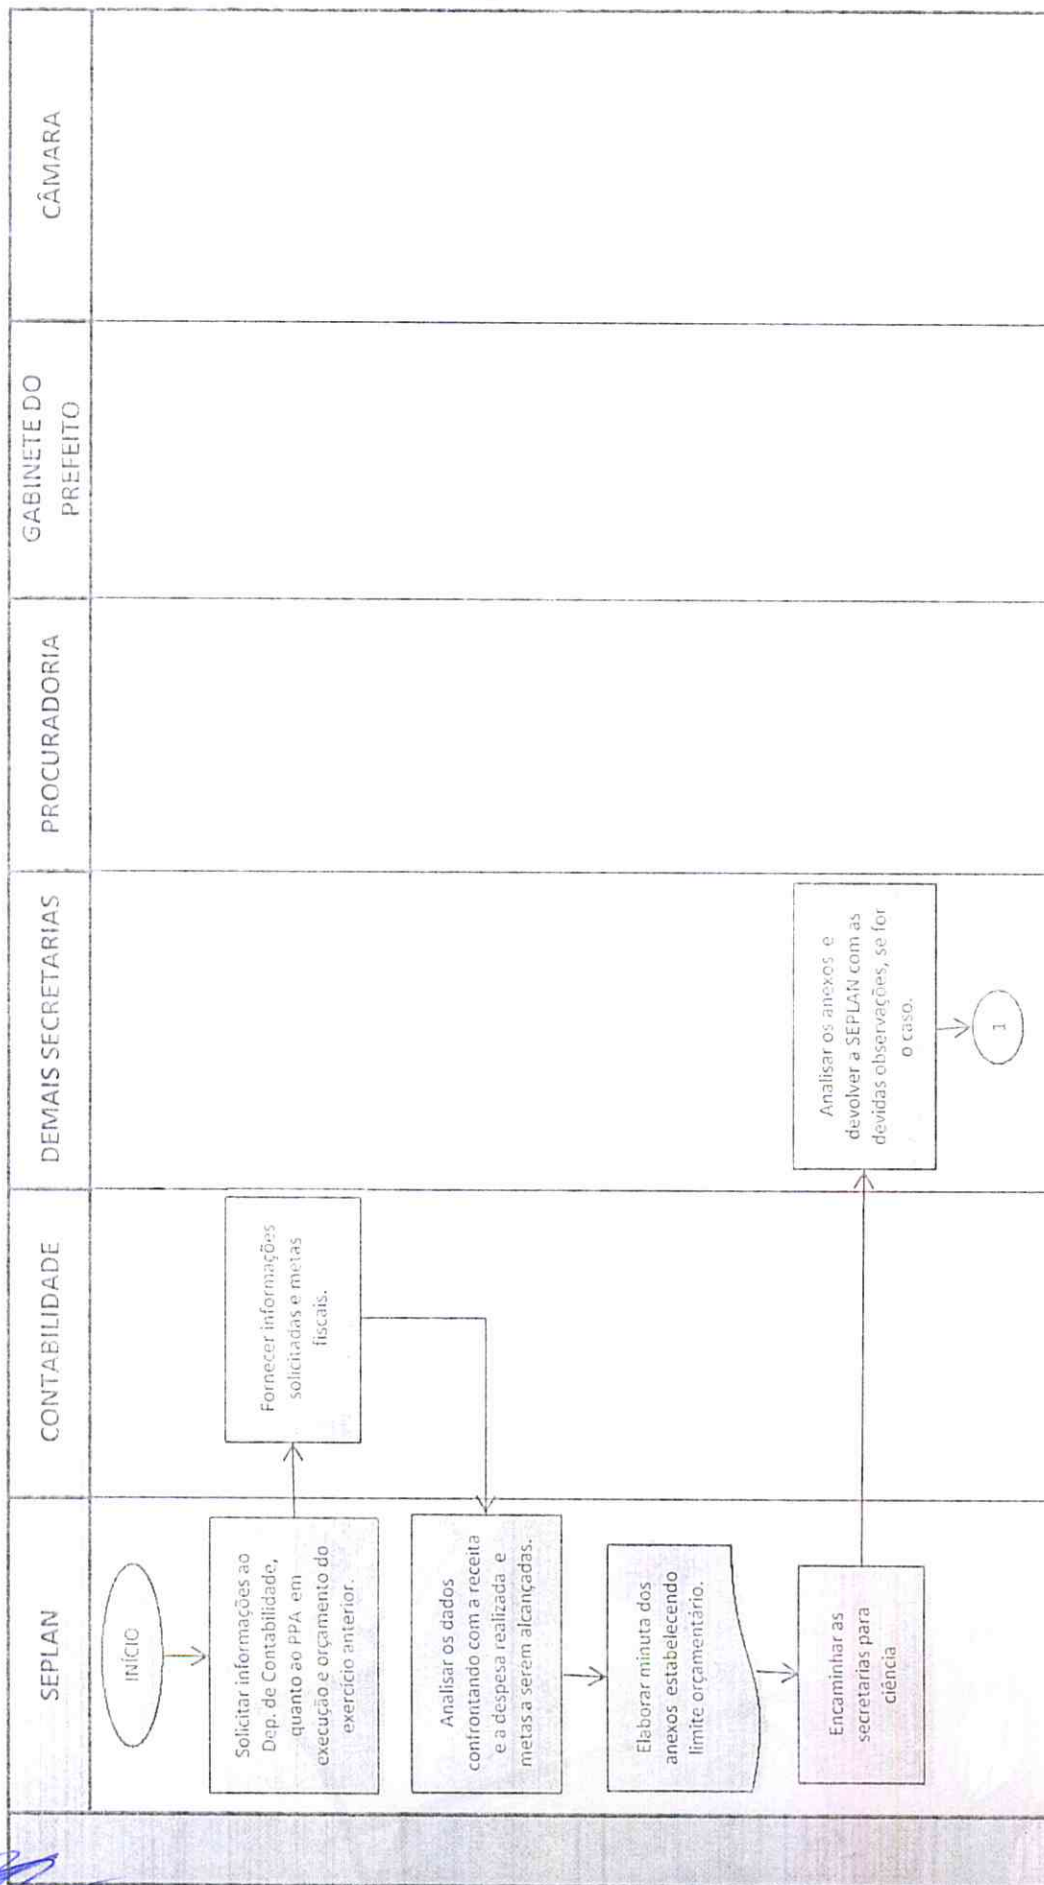 SEPLAN
CONTABILIDADE
DEMAIS SECRETARIAS
PROCURADORIA
GABINETE DO
PREFEITO
CÂMARA
INÍCIO
Solicitar informações ao
Dep. de Contabilidade,
quanto ao PPA em
execução e orçamento do
exercício anterior.
Fornecer informações
solicitadas e metas
fiscais.
Analisar os dados
confrontando com a receita
e a despesa realizada e
metas a serem alcançadas.
Elaborar minuta dos
anexos estabelecendo
limite orçamentário.
Encaminhar as
secretarias para
ciência
Analisar os anexos e
devolver a SEPLAN com as
devidas observações, se for
o caso.
1